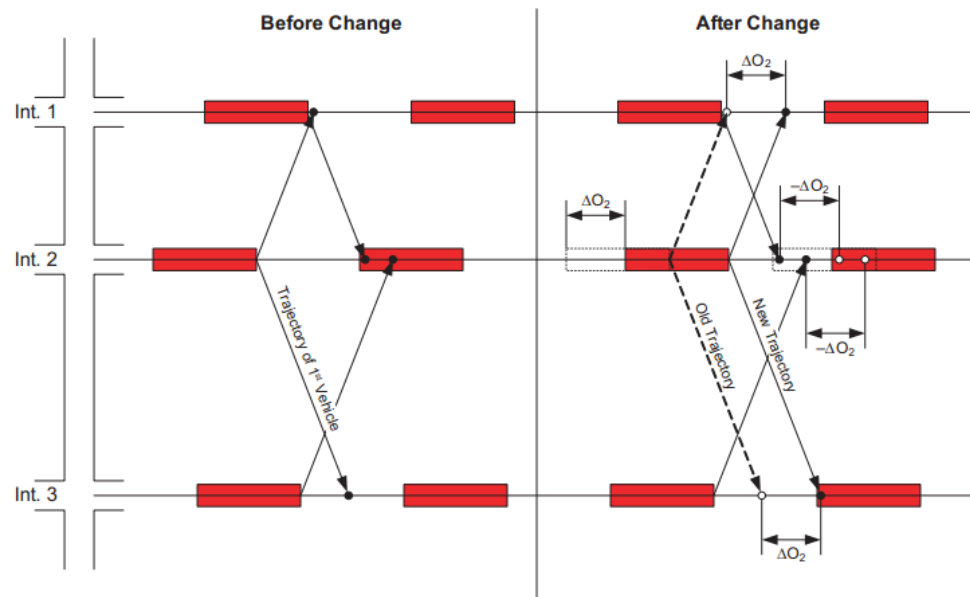 Before Change
After Change
ΔO₂
Int. 1
ΔO₂
–ΔO₂
Int. 2
Trajectory of 1st Vehicle
Old Trajectory
New Trajectory
–ΔO₂
Int. 3
ΔO₂